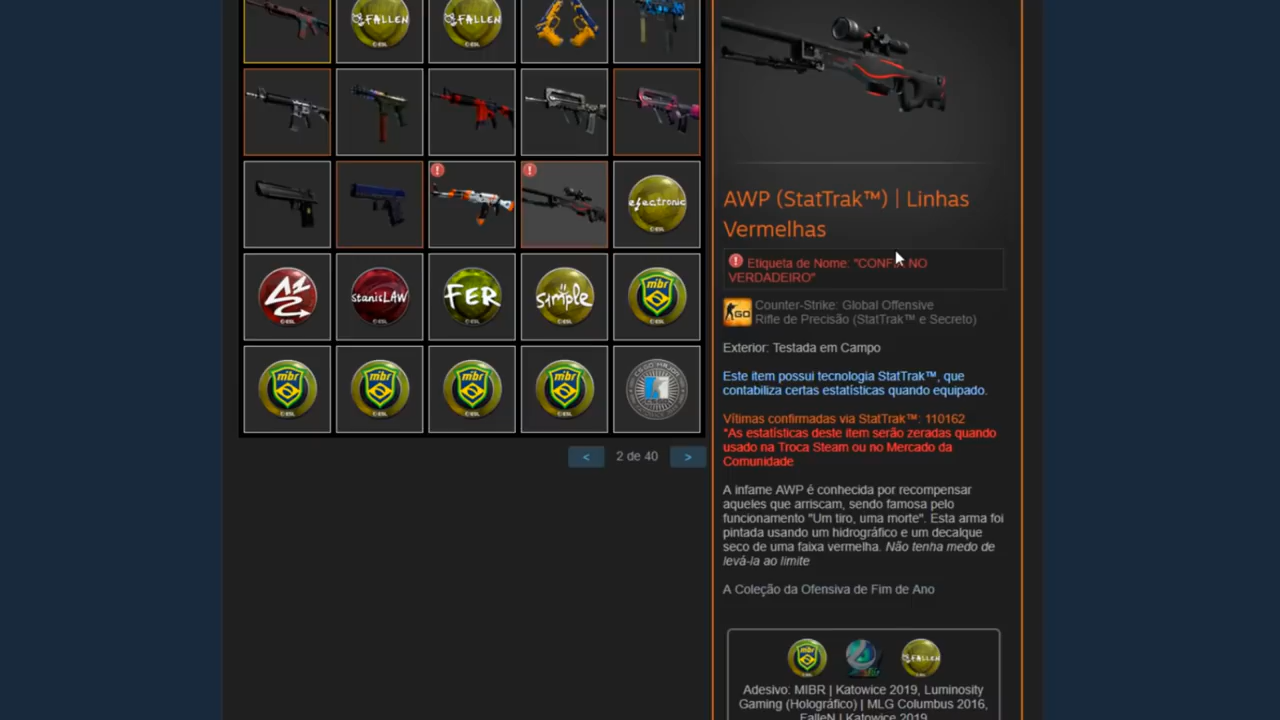 FALLEN
FALLEN
!
!
efectronic
stanisLAW
FER
s1mple
mbr
mbr
mbr
mbr
mbr
<
2 de 40
>
AWP (StatTrak™) | Linhas
Vermelhas
! Etiqueta de Nome: "CONFIA NO
VERDADEIRO"
GO
Counter-Strike: Global Offensive
Rifle de Precisão (StatTrak™ e Secreto)
Exterior: Testada em Campo
Este item possui tecnologia StatTrak™, que
contabiliza certas estatísticas quando equipado.
Vítimas confirmadas via StatTrak™: 110162
*As estatísticas deste item serão zeradas quando
usado na Troca Steam ou no Mercado da
Comunidade
A infame AWP é conhecida por recompensar
aqueles que arriscam, sendo famosa pelo
funcionamento "Um tiro, uma morte". Esta arma foi
pintada usando um hidrográfico e um decalque
seco de uma faixa vermelha. Não tenha medo de
levá-la ao limite
A Coleção da Ofensiva de Fim de Ano
mbr
FALLEN
Adesivo: MIBR | Katowice 2019, Luminosity
Gaming (Holográfico) | MLG Columbus 2016,
FalleN | Katowice 2019